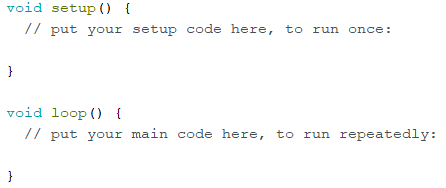 void setup() {
  // put your setup code here, to run once:
}
void loop() {
  // put your main code here, to run repeatedly:
}